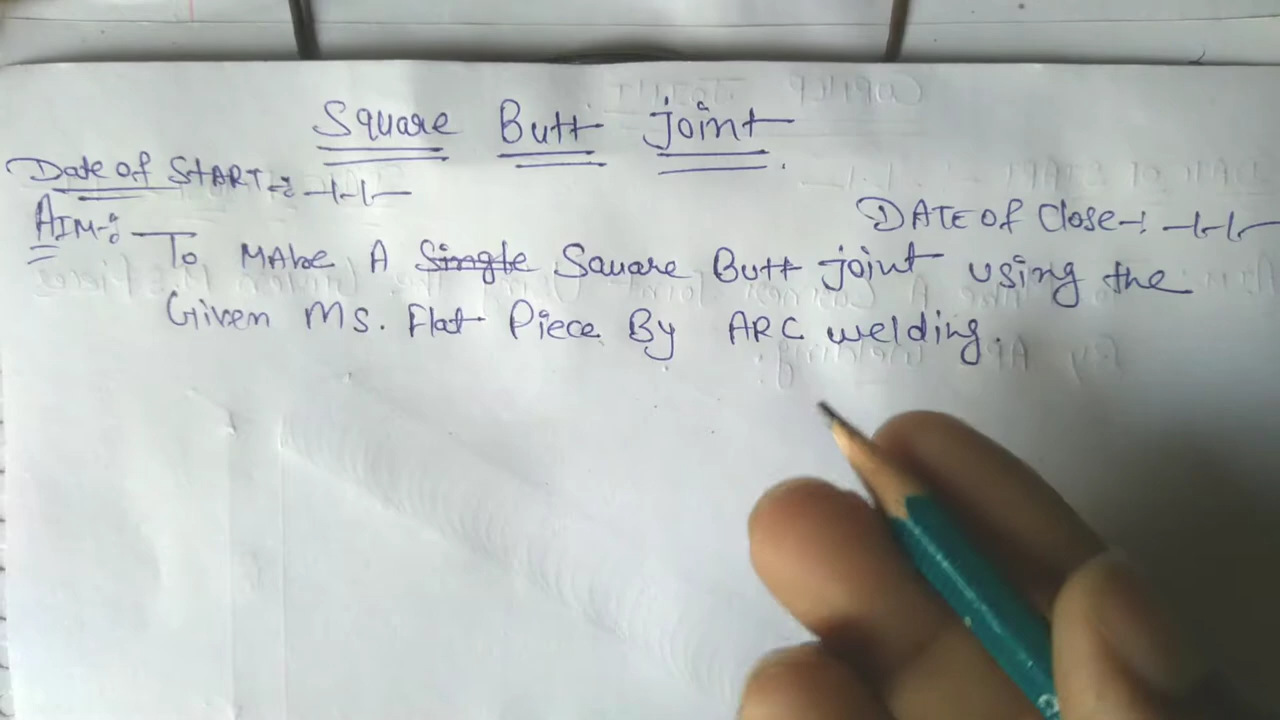 Square Butt joint.
Date of START-: -/-/-
DATE of Close-: -/-/-
AIM-: To MAke A ~~Single~~ Square Butt joint using the
Given MS. Flat Piece By ARC welding.